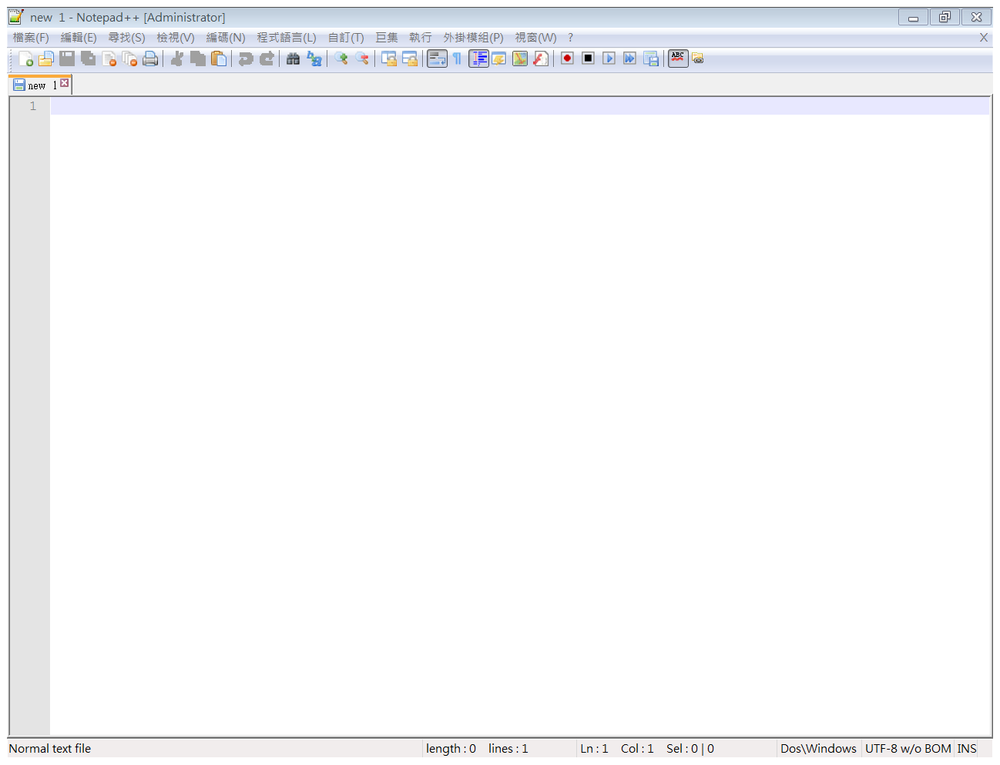 new 1 - Notepad++ [Administrator]
檔案(F) 編輯(E) 尋找(S) 檢視(V) 編碼(N) 程式語言(L) 自訂(T) 巨集 執行 外掛模組(P) 視窗(W) ? X
ABC
new 1
1
Normal text file length : 0 lines : 1 Ln : 1 Col : 1 Sel : 0 | 0 Dos\Windows UTF-8 w/o BOM INS